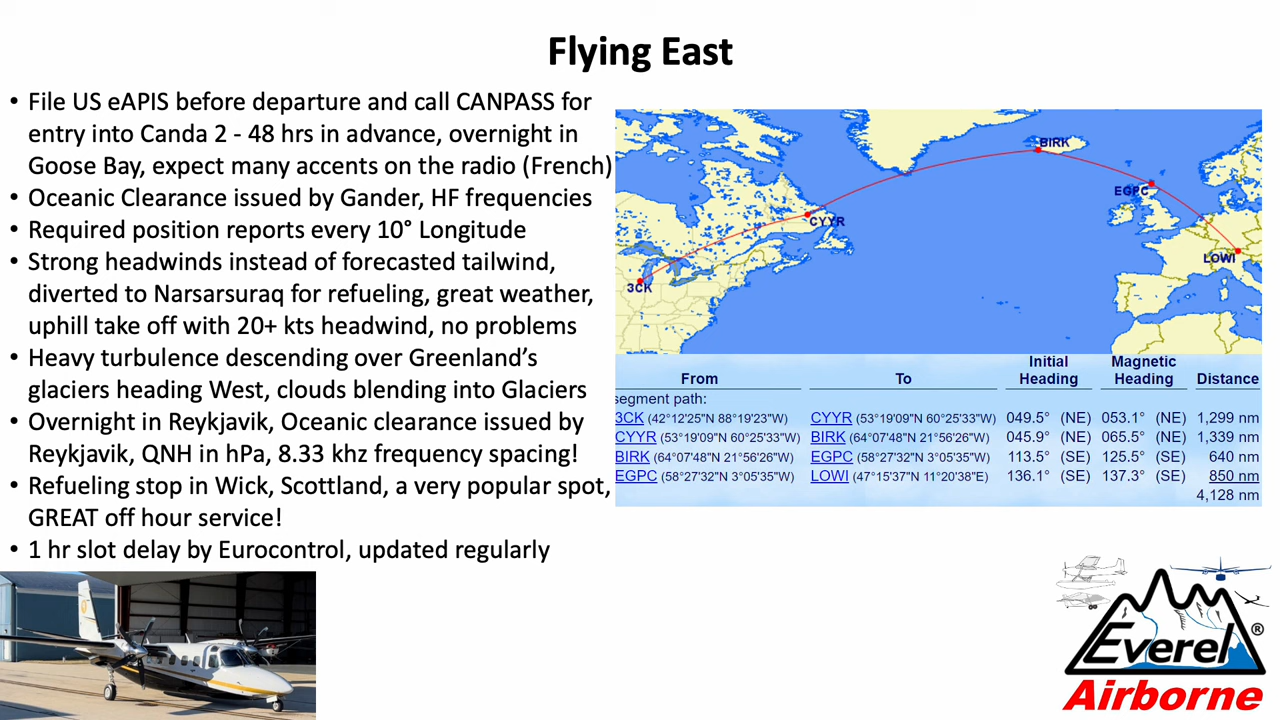 Flying East
• File US eAPIS before departure and call CANPASS for
entry into Canda 2 - 48 hrs in advance, overnight in
Goose Bay, expect many accents on the radio (French)
• Oceanic Clearance issued by Gander, HF frequencies
• Required position reports every 10° Longitude
• Strong headwinds instead of forecasted tailwind,
diverted to Narsarsuraq for refueling, great weather,
uphill take off with 20+ kts headwind, no problems
• Heavy turbulence descending over Greenland's
glaciers heading West, clouds blending into Glaciers
• Overnight in Reykjavik, Oceanic clearance issued by
Reykjavik, QNH in hPa, 8.33 khz frequency spacing!
• Refueling stop in Wick, Scottland, a very popular spot,
GREAT off hour service!
• 1 hr slot delay by Eurocontrol, updated regularly
BIRK
EGPC
CYYR
LOWI
3CK
From To Initial Heading Magnetic Heading Distance
segment path:
3CK (42°12'25"N 88°19'23"W) CYYR (53°19'09"N 60°25'33"W) 049.5° (NE) 053.1° (NE) 1,299 nm
CYYR (53°19'09"N 60°25'33"W) BIRK (64°07'48"N 21°56'26"W) 045.9° (NE) 065.5° (NE) 1,339 nm
BIRK (64°07'48"N 21°56'26"W) EGPC (58°27'32"N 3°05'35"W) 113.5° (SE) 125.5° (SE) 640 nm
EGPC (58°27'32"N 3°05'35"W) LOWI (47°15'37"N 11°20'38"E) 136.1° (SE) 137.3° (SE) 850 nm
4,128 nm
Everel ®
Airborne